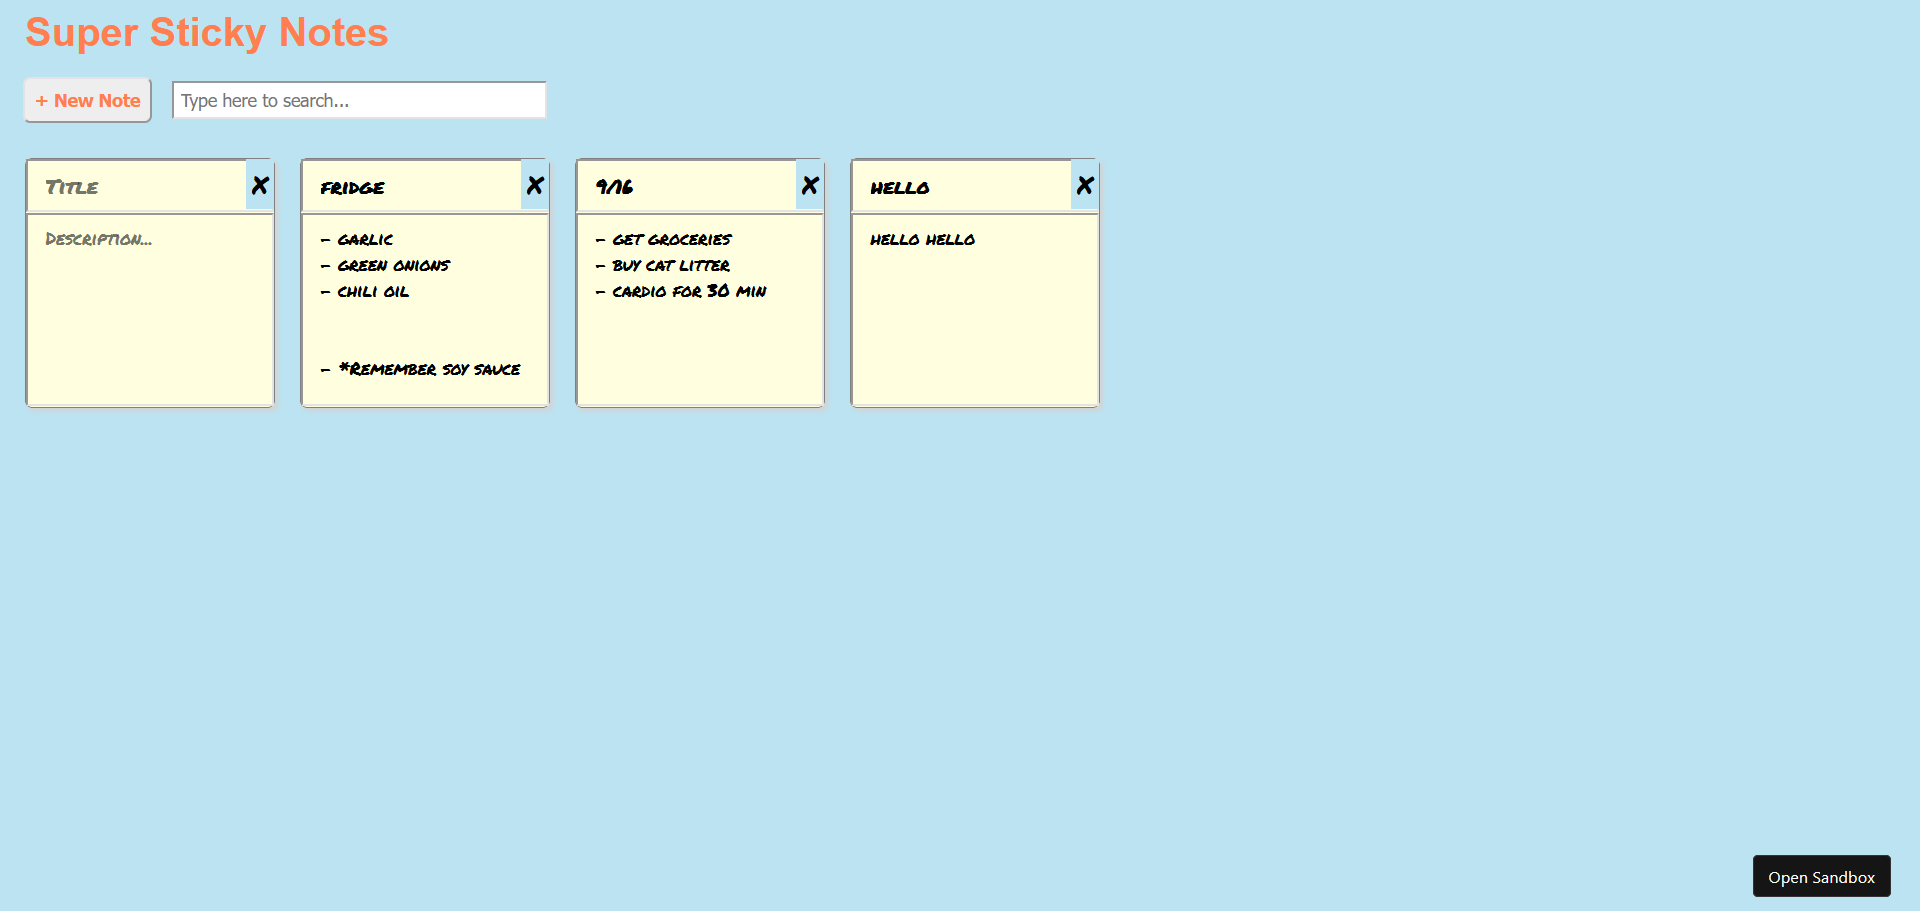 Super Sticky Notes
+ New Note
Type here to search...
Title
x
Description...
fridge
x
- garlic
- green onions
- chili oil
- *Remember soy sauce
9/16
x
- get groceries
- buy cat litter
- cardio for 30 min
hello
x
hello hello
Open Sandbox